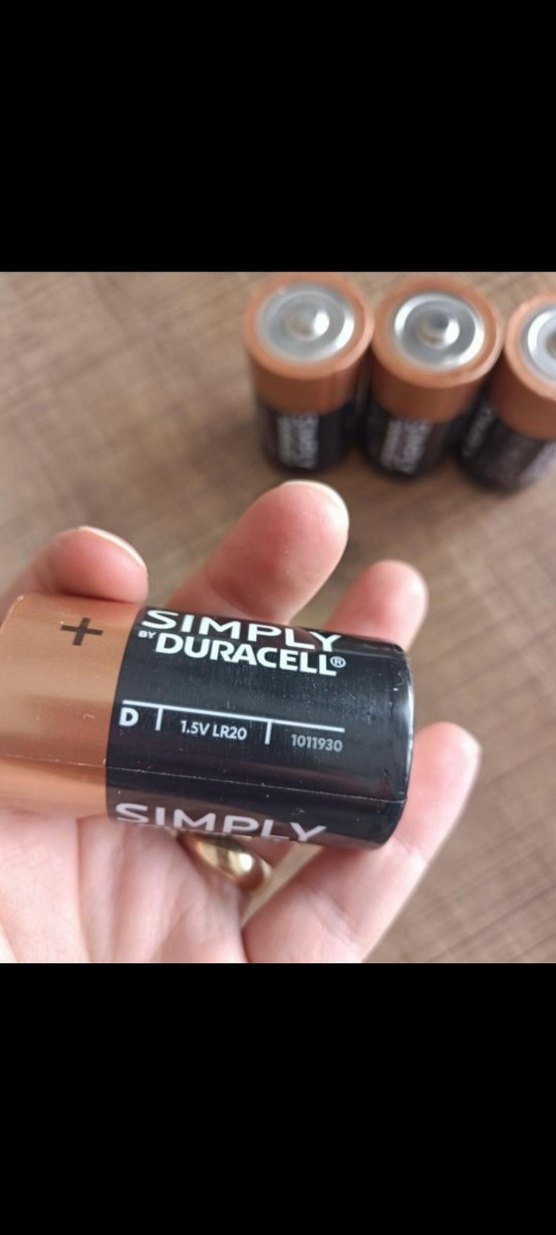 +
SIMPLY
BY DURACELL®
D 1.5V LR20 1011930
SIMPLY